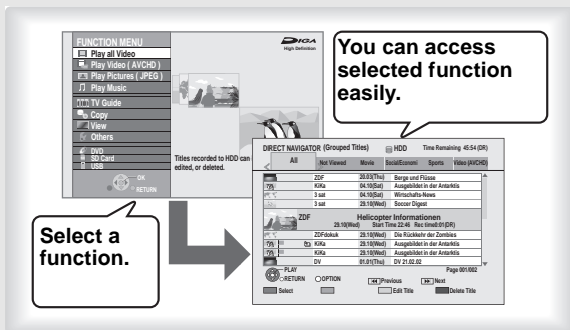 FUNCTION MENU
Play all Video
Play Video ( AVCHD )
Play Pictures ( JPEG )
Play Music
TV Guide
Copy
View
Others
DVD
SD Card
USB
OK
RETURN
DIGA
High Definition
Titles recorded to HDD can
edited, or deleted.
You can access
selected function
easily.
Select a
function.
DIRECT NAVIGATOR (Grouped Titles) HDD Time Remaining 45:54 (DR)
All Not Viewed Movie Social/Economi Sports Video (AVCHD)
ZDF 20.03(Thu) Berge und Flüsse
KiKa 04.10(Sat) Ausgebildet in der Antarktis
3 sat 04.10(Sat) Wirtschafts-News
3 sat 29.10(Wed) Soccer Digest
ZDF Helicopter Informationen
29.10(Wed) Start Time 22:46 Rec time0:01(DR)
ZDFdokuk 29.10(Wed) Die Rückkehr der Zombies
KiKa 29.10(Wed) Ausgebildet in der Antarktis
KiKa 29.10(Wed) Ausgebildet in der Antarktis
DV 01.01(Thu) DV 21.02.02
Page 001/002
PLAY
RETURN OPTION Previous Next
Select Edit Title Delete Title